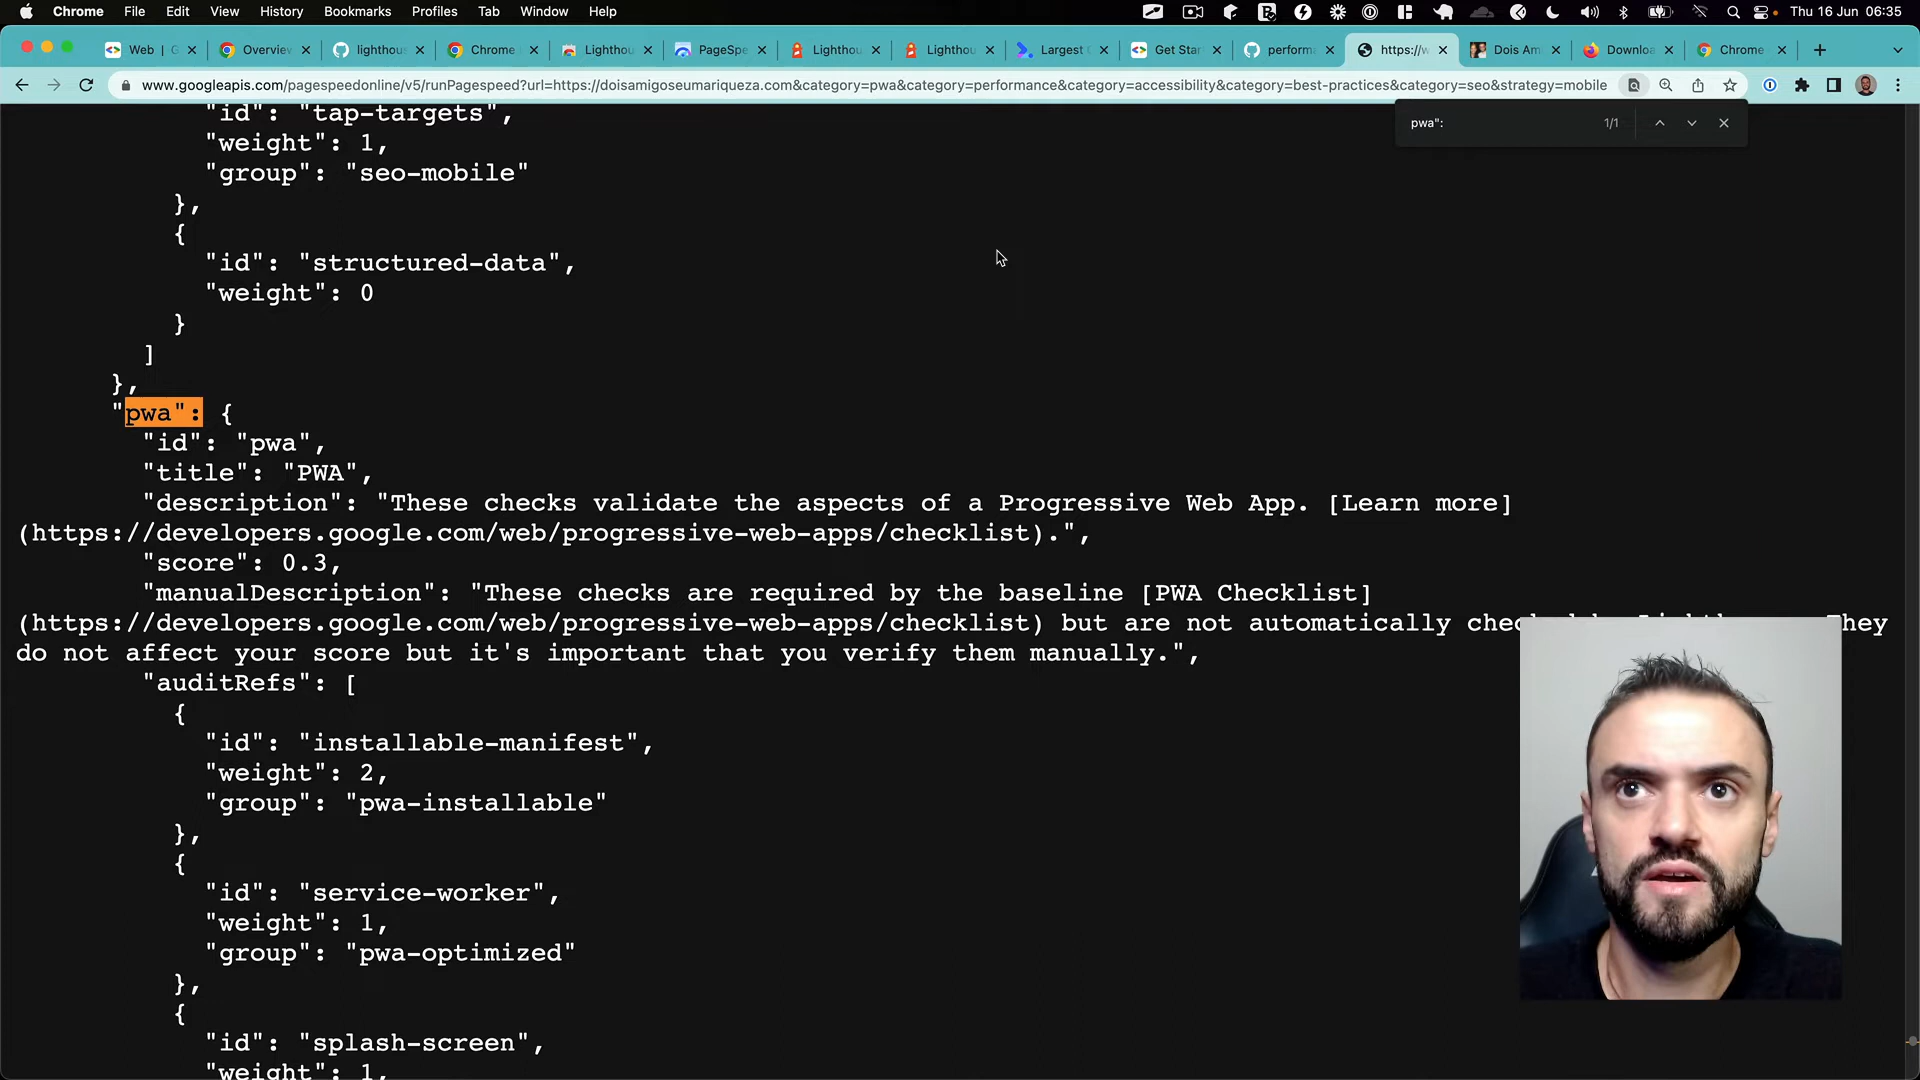 Chrome File Edit View History Bookmarks Profiles Tab Window Help Thu 16 Jun 06:35
Web | G Overview lighthous Chrome Lighthou PageSpe Lighthou Lighthou Largest C Get Star performa https://w Dois Ami Downloa Chrome
www.googleapis.com/pagespeedonline/v5/runPagespeed?url=https://doisamigoseumariqueza.com&category=pwa&category=performance&category=accessibility&category=best-practices&category=seo&strategy=mobile
pwa": 1/1
"id": "tap-targets",
"weight": 1,
"group": "seo-mobile"
},
{
"id": "structured-data",
"weight": 0
}
]
},
"pwa": {
"id": "pwa",
"title": "PWA",
"description": "These checks validate the aspects of a Progressive Web App. [Learn more]
(https://developers.google.com/web/progressive-web-apps/checklist).",
"score": 0.3,
"manualDescription": "These checks are required by the baseline [PWA Checklist]
(https://developers.google.com/web/progressive-web-apps/checklist) but are not automatically They
do not affect your score but it's important that you verify them manually.",
"auditRefs": [
{
"id": "installable-manifest",
"weight": 2,
"group": "pwa-installable"
},
{
"id": "service-worker",
"weight": 1,
"group": "pwa-optimized"
},
{
"id": "splash-screen",
"weight": 1,